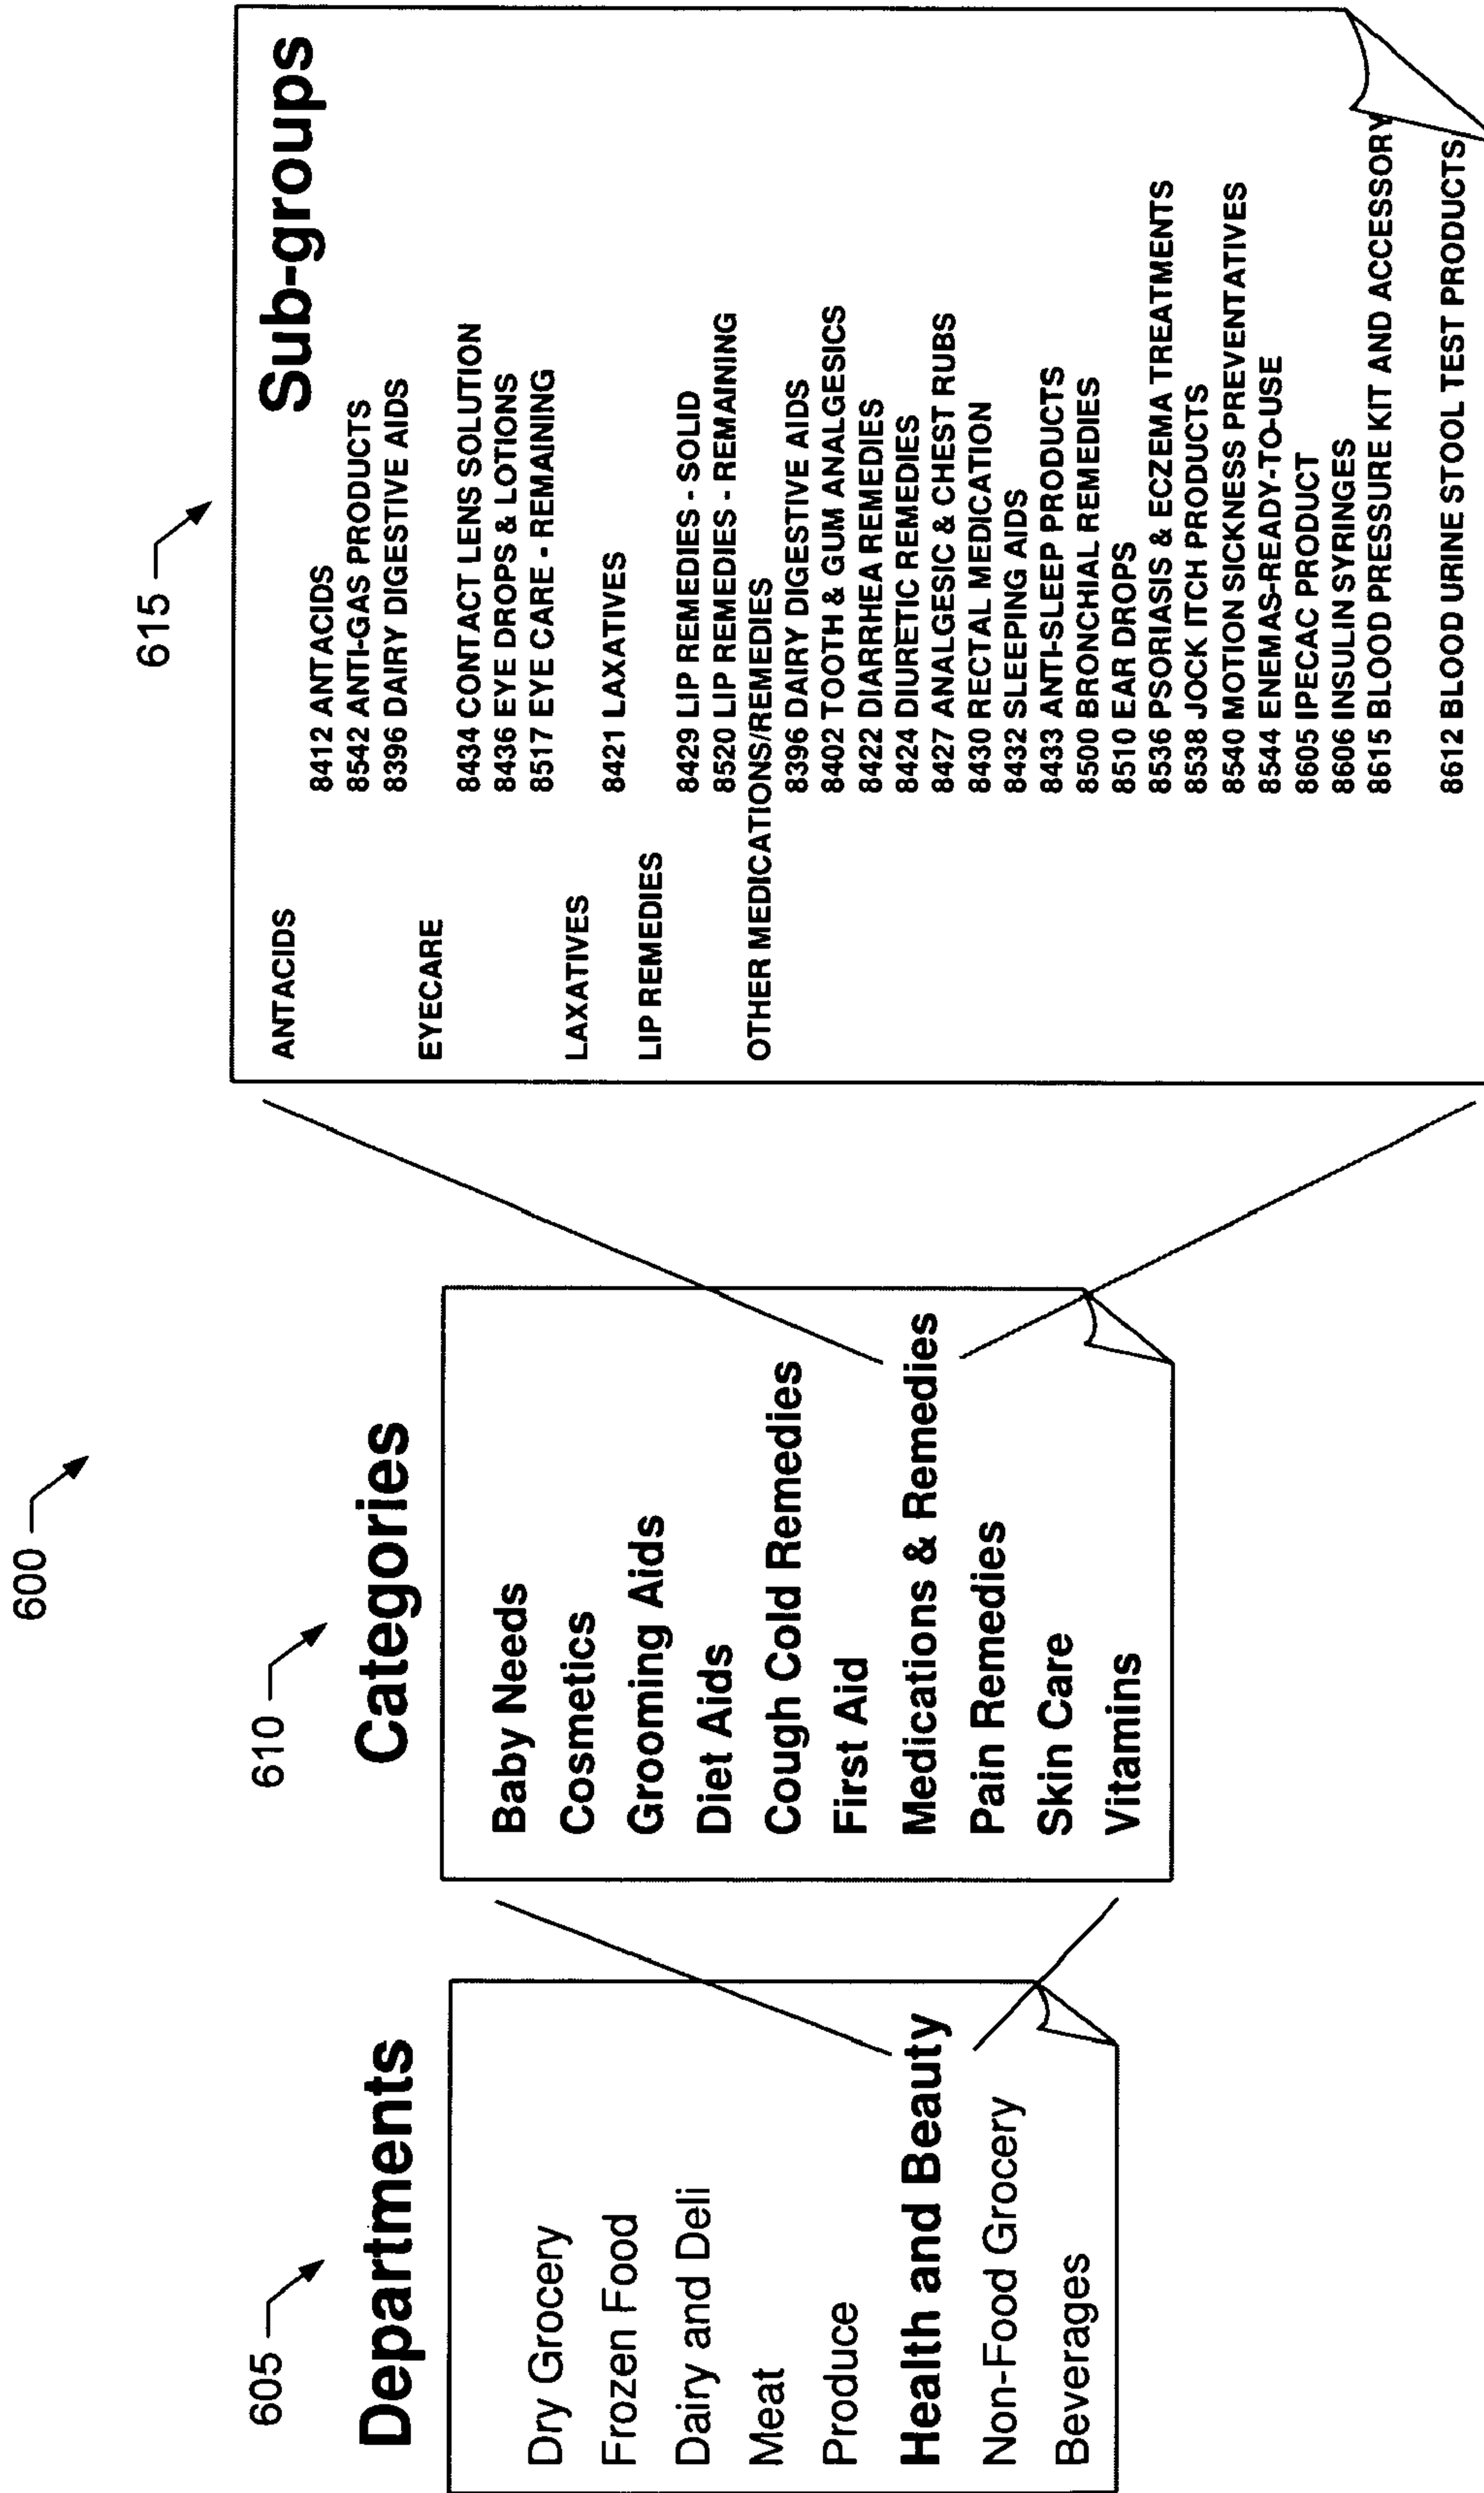 600
605
Departments
Dry Grocery
Frozen Food
Dairy and Deli
Meat
Produce
Health and Beauty
Non-Food Grocery
Beverages
610
Categories
Baby Needs
Cosmetics
Grooming Aids
Diet Aids
Cough Cold Remedies
First Aid
Medications & Remedies
Pain Remedies
Skin Care
Vitamins
615
Sub-groups
ANTACIDS
8412 ANTACIDS
8542 ANTI-GAS PRODUCTS
8396 DAIRY DIGESTIVE AIDS
EYECARE
8434 CONTACT LENS SOLUTION
8436 EYE DROPS & LOTIONS
8517 EYE CARE - REMAINING
LAXATIVES
8421 LAXATIVES
LIP REMEDIES
8429 LIP REMEDIES - SOLID
8520 LIP REMEDIES - REMAINING
OTHER MEDICATIONS/REMEDIES
8396 DAIRY DIGESTIVE AIDS
8402 TOOTH & GUM ANALGESICS
8422 DIARRHEA REMEDIES
8424 DIURETIC REMEDIES
8427 ANALGESIC & CHEST RUBS
8430 RECTAL MEDICATION
8432 SLEEPING AIDS
8433 ANTI-SLEEP PRODUCTS
8500 BRONCHIAL REMEDIES
8510 EAR DROPS
8536 PSORIASIS & ECZEMA TREATMENTS
8538 JOCK ITCH PRODUCTS
8540 MOTION SICKNESS PREVENTATIVES
8544 ENEMAS-READY-TO-USE
8605 IPECAC PRODUCT
8606 INSULIN SYRINGES
8615 BLOOD PRESSURE KIT AND ACCESSORY
8612 BLOOD URINE STOOL TEST PRODUCTS